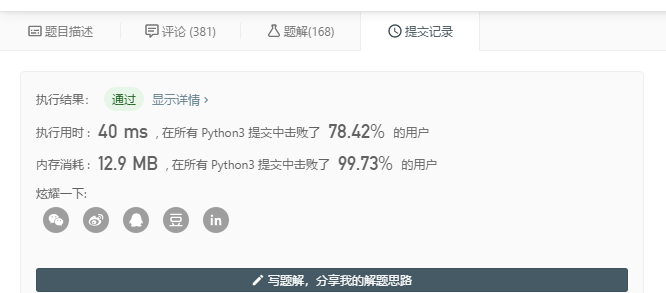 题目描述 评论 (381) 题解(168) 提交记录
执行结果： 通过 显示详情 ›
执行用时 : 40 ms , 在所有 Python3 提交中击败了 78.42% 的用户
内存消耗 : 12.9 MB , 在所有 Python3 提交中击败了 99.73% 的用户
炫耀一下:
豆 in
写题解，分享我的解题思路